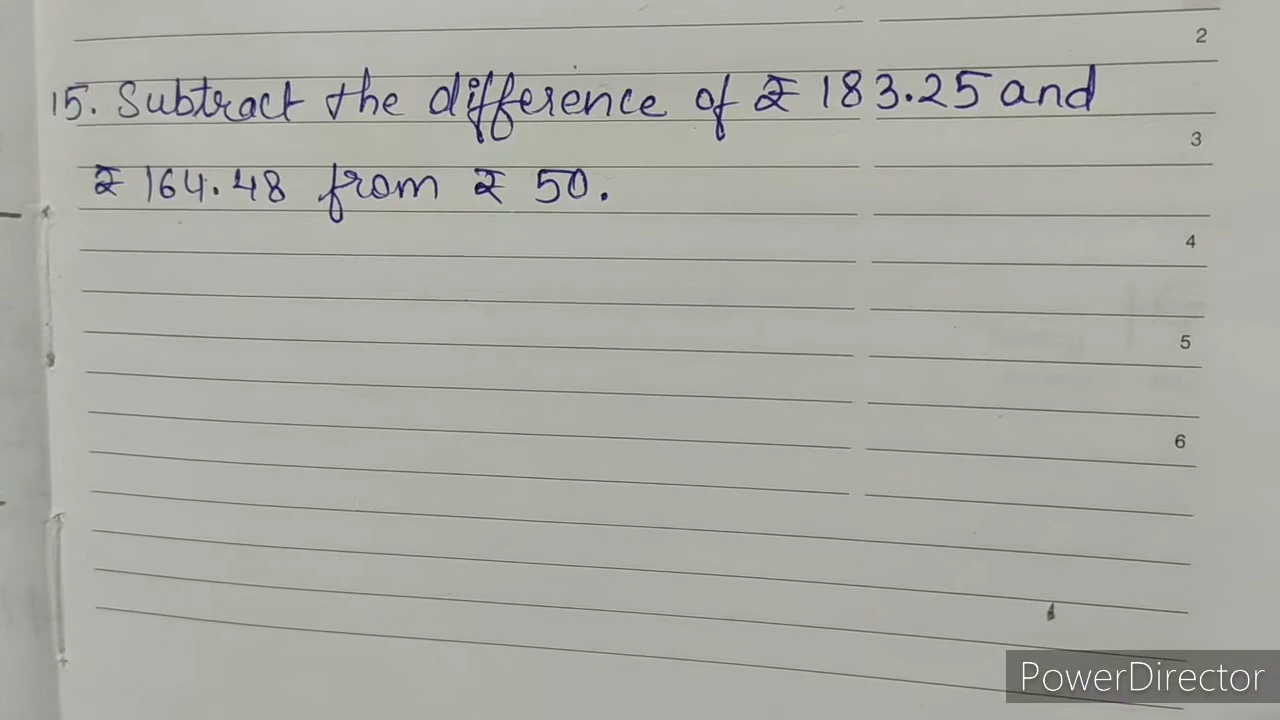 2
15. Subtract the difference of ₹ 183.25 and
3
₹ 164.48 from ₹ 50.
4
5
6
PowerDirector